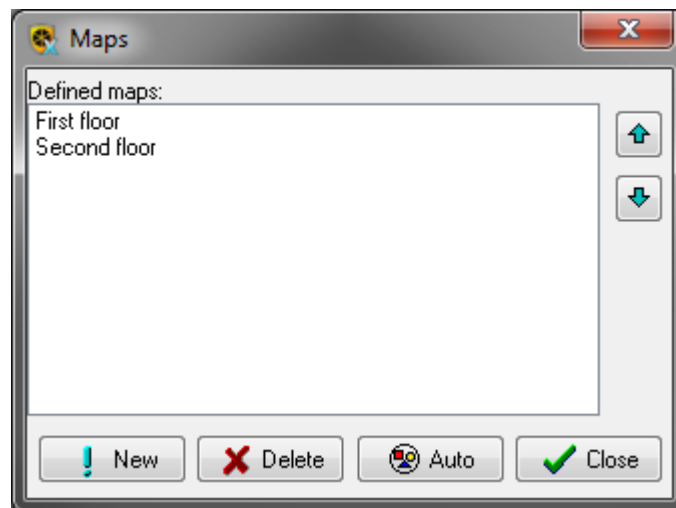 Maps
Defined maps:
First floor
Second floor
New
Delete
Auto
Close